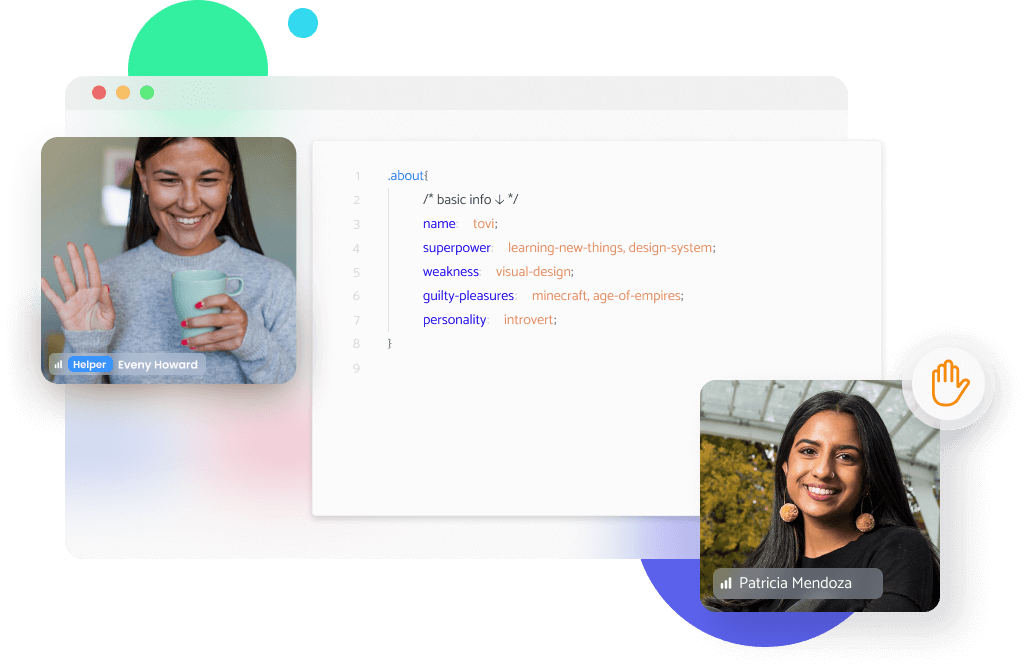 1 .about{
2 /* basic info ↓ */
3 name: tovi;
4 superpower: learning-new-things, design-system;
5 weakness: visual-design;
6 guilty-pleasures: minecraft, age-of-empires;
7 personality: introvert;
8 }
9
Helper Eveny Howard
Patricia Mendoza